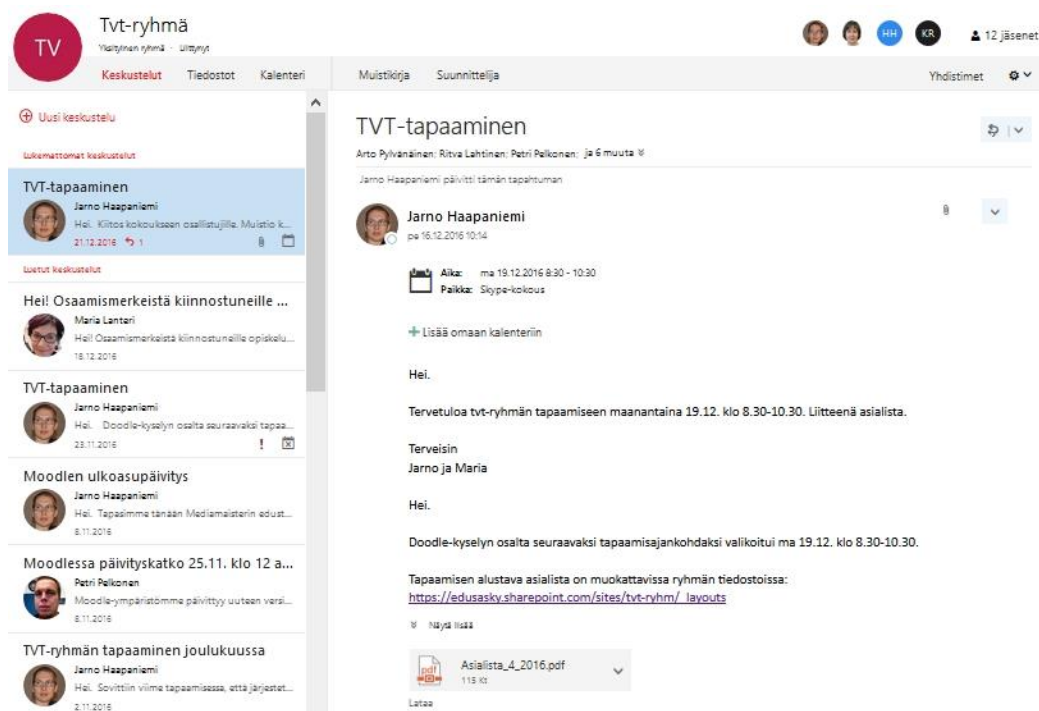 TV
Tvt-ryhmä
Yksityinen ryhmä - Liittynyt
HH
KR
12 jäsenet
Keskustelut Tiedostot Kalenteri Muistikirja Suunnittelija Yhdistimet
Uusi keskustelu
Lukemattomat keskustelut
TVT-tapaaminen
Jarno Haapaniemi
Hei. Kiitos kokoukseen osallistujille. Muistio k...
21.12.2016 1
Luetut keskustelut
Hei! Osaamismerkeistä kiinnostuneille ...
Maria Lanteri
Hei! Osaamismerkeistä kiinnostuneille opiskelu...
18.12.2016
TVT-tapaaminen
Jarno Haapaniemi
Hei. Doodle-kyselyn osalta seuraavaksi tapaa...
23.11.2016 !
Moodlen ulkoasupäivitys
Jarno Haapaniemi
Hei. Tapasimme tänään Mediamaisterin edust...
8.11.2016
Moodlessa päivityskatko 25.11. klo 12 a...
Petri Pelkonen
Moodle-ympäristömme päivittyy uuteen versi...
8.11.2016
TVT-ryhmän tapaaminen joulukuussa
Jarno Haapaniemi
Hei. Sovittiin viime tapaamisessa, että järjestet...
2.11.2016
TVT-tapaaminen
Arto Pylvänäinen; Ritva Lahtinen; Petri Pelkonen; ja 6 muuta
Jarno Haapaniemi päivitti tämän tapahtuman
Jarno Haapaniemi
pe 16.12.2016 10:14
Aika: ma 19.12.2016 8:30 - 10:30
Paikka: Skype-kokous
Lisää omaan kalenteriin
Hei.
Tervetuloa tvt-ryhmän tapaamiseen maanantaina 19.12. klo 8.30-10.30. Liitteenä asialista.
Terveisin
Jarno ja Maria
Hei.
Doodle-kyselyn osalta seuraavaksi tapaamisajankohdaksi valikoitui ma 19.12. klo 8.30-10.30.
Tapaamisen alustava asialista on muokattavissa ryhmän tiedostoissa:
https://edusasky.sharepoint.com/sites/tvt-ryhm/_layouts
Näytä lisää
pdf
Asialista_4_2016.pdf
115 Kt
Lataa